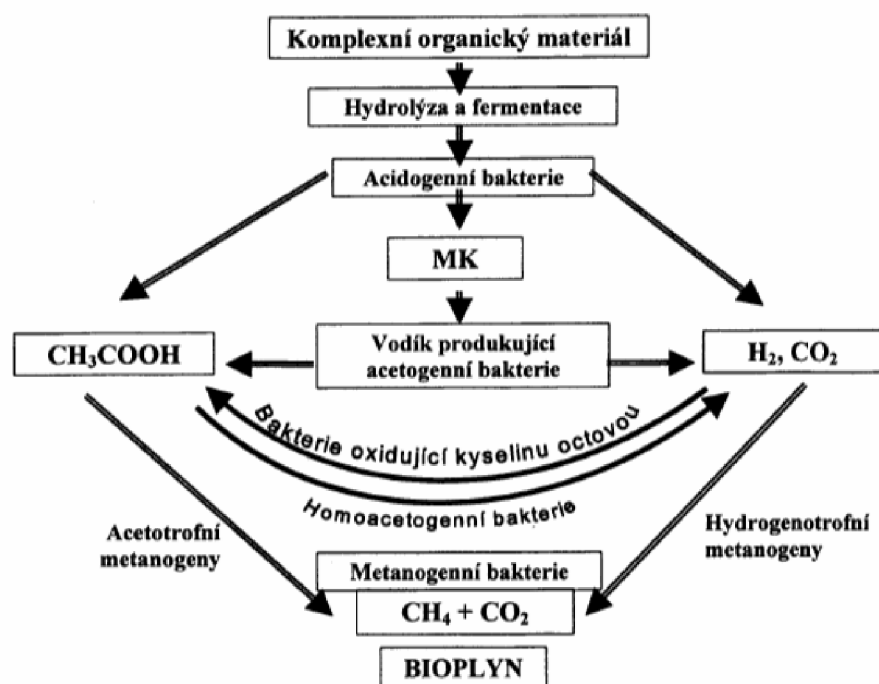 Komplexní organický materiál
Hydrolýza a fermentace
Acidogenní bakterie
MK
CH₃COOH
Vodík produkující
acetogenní bakterie
H₂, CO₂
Bakterie oxidující kyselinu octovou
Homoacetogenní bakterie
Acetotrofní
metanogeny
Hydrogenotrofní
metanogeny
Metanogenní bakterie
CH₄ + CO₂
BIOPLYN